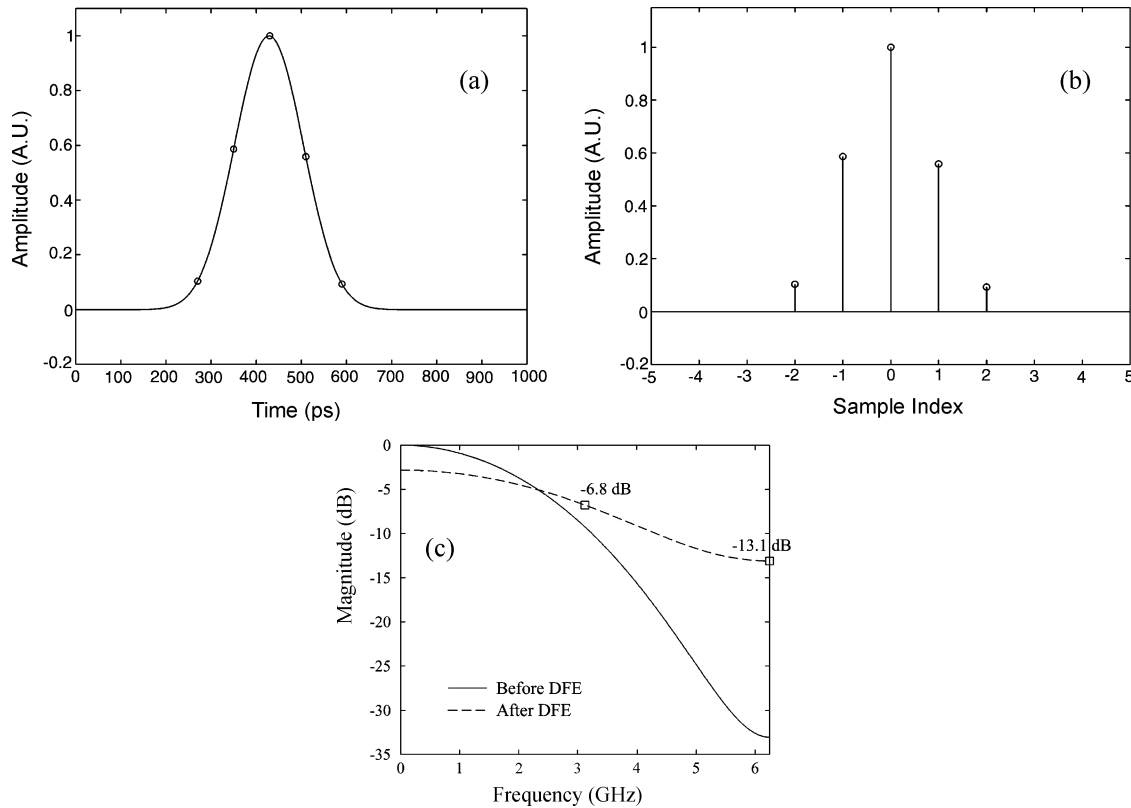 1
0.8
0.6
0.4
0.2
0
-0.2
Amplitude (A.U.)
(a)
0 100 200 300 400 500 600 700 800 900 1000
Time (ps)
1
0.8
0.6
0.4
0.2
0
-0.2
Amplitude (A.U.)
(b)
-5 -4 -3 -2 -1 0 1 2 3 4 5
Sample Index
0
-5
-10
-15
-20
-25
-30
-35
Magnitude (dB)
-6.8 dB
-13.1 dB
(c)
Before DFE
After DFE
0 1 2 3 4 5 6
Frequency (GHz)